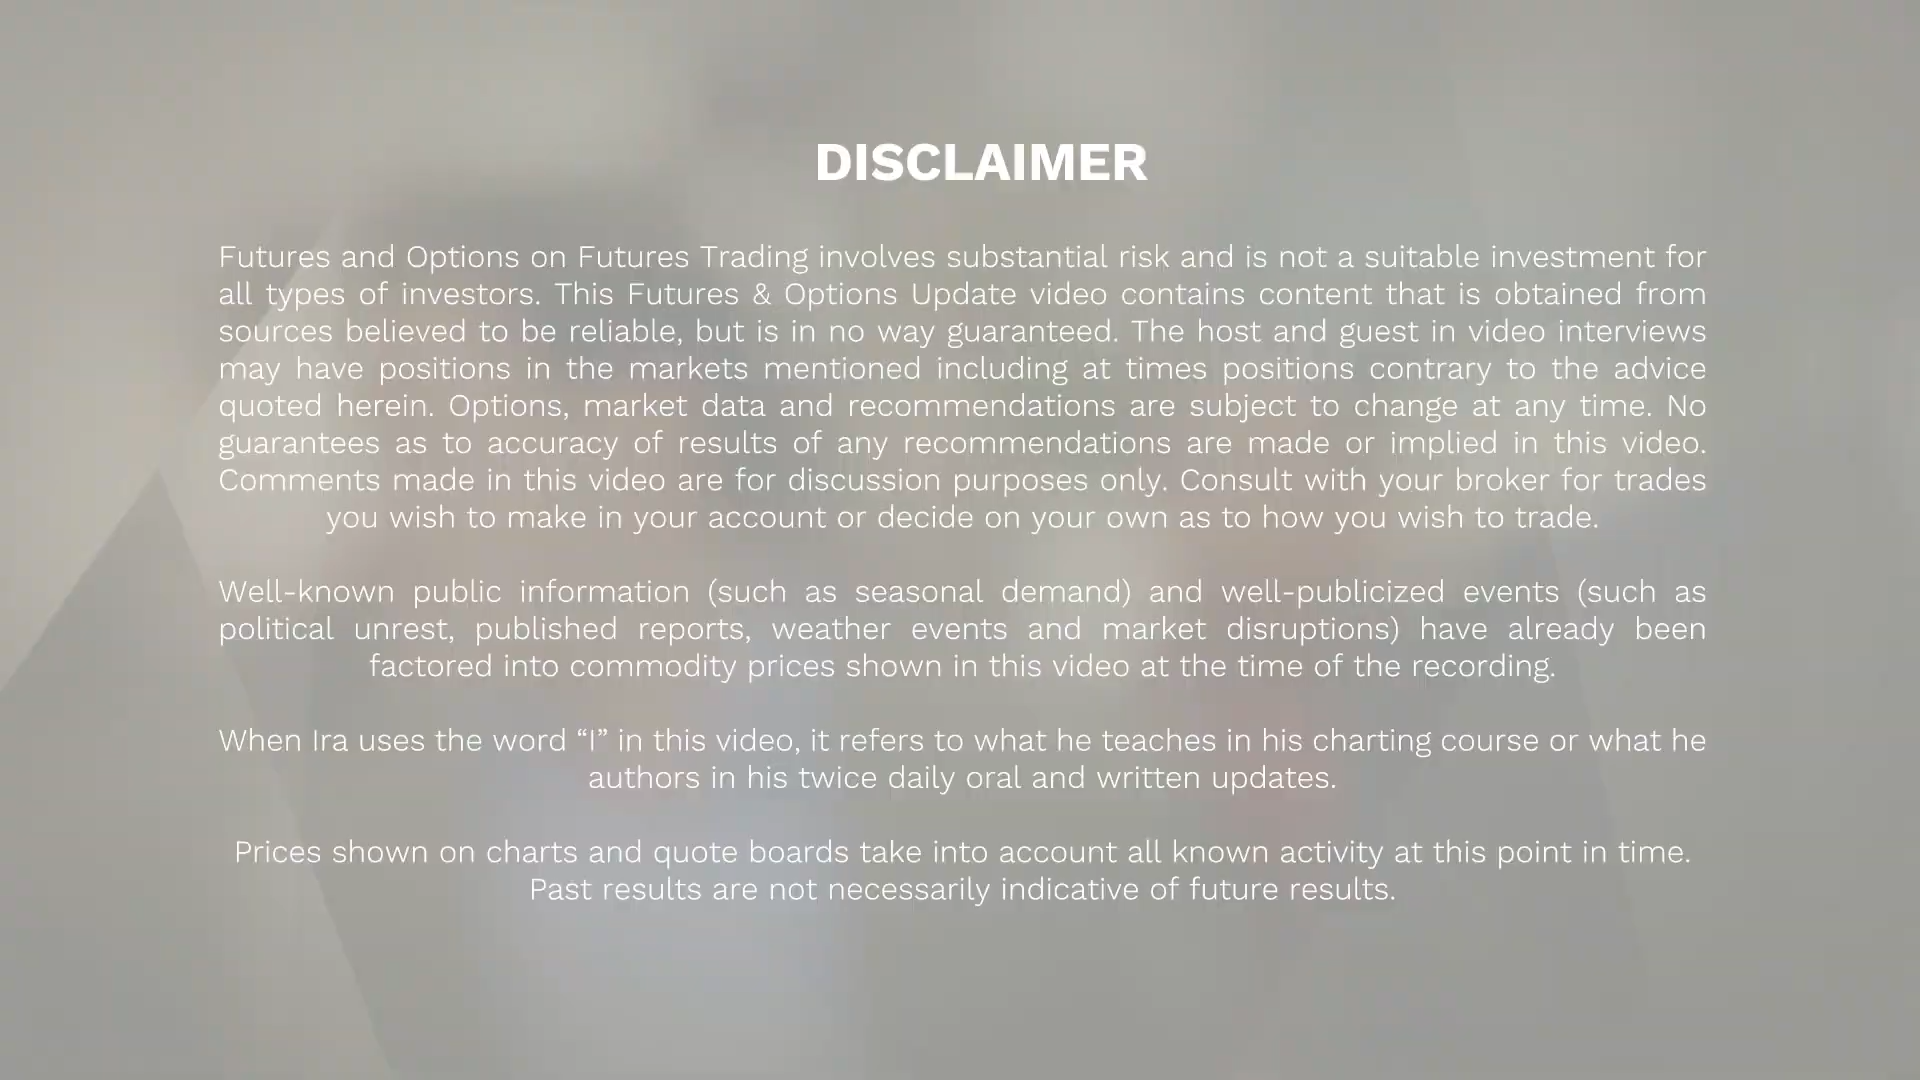 DISCLAIMER
Futures and Options on Futures Trading involves substantial risk and is not a suitable investment for
all types of investors. This Futures & Options Update video contains content that is obtained from
sources believed to be reliable, but is in no way guaranteed. The host and guest in video interviews
may have positions in the markets mentioned including at times positions contrary to the advice
quoted herein. Options, market data and recommendations are subject to change at any time. No
guarantees as to accuracy of results of any recommendations are made or implied in this video.
Comments made in this video are for discussion purposes only. Consult with your broker for trades
you wish to make in your account or decide on your own as to how you wish to trade.
Well-known public information (such as seasonal demand) and well-publicized events (such as
political unrest, published reports, weather events and market disruptions) have already been
factored into commodity prices shown in this video at the time of the recording.
When Ira uses the word “I” in this video, it refers to what he teaches in his charting course or what he
authors in his twice daily oral and written updates.
Prices shown on charts and quote boards take into account all known activity at this point in time.
Past results are not necessarily indicative of future results.